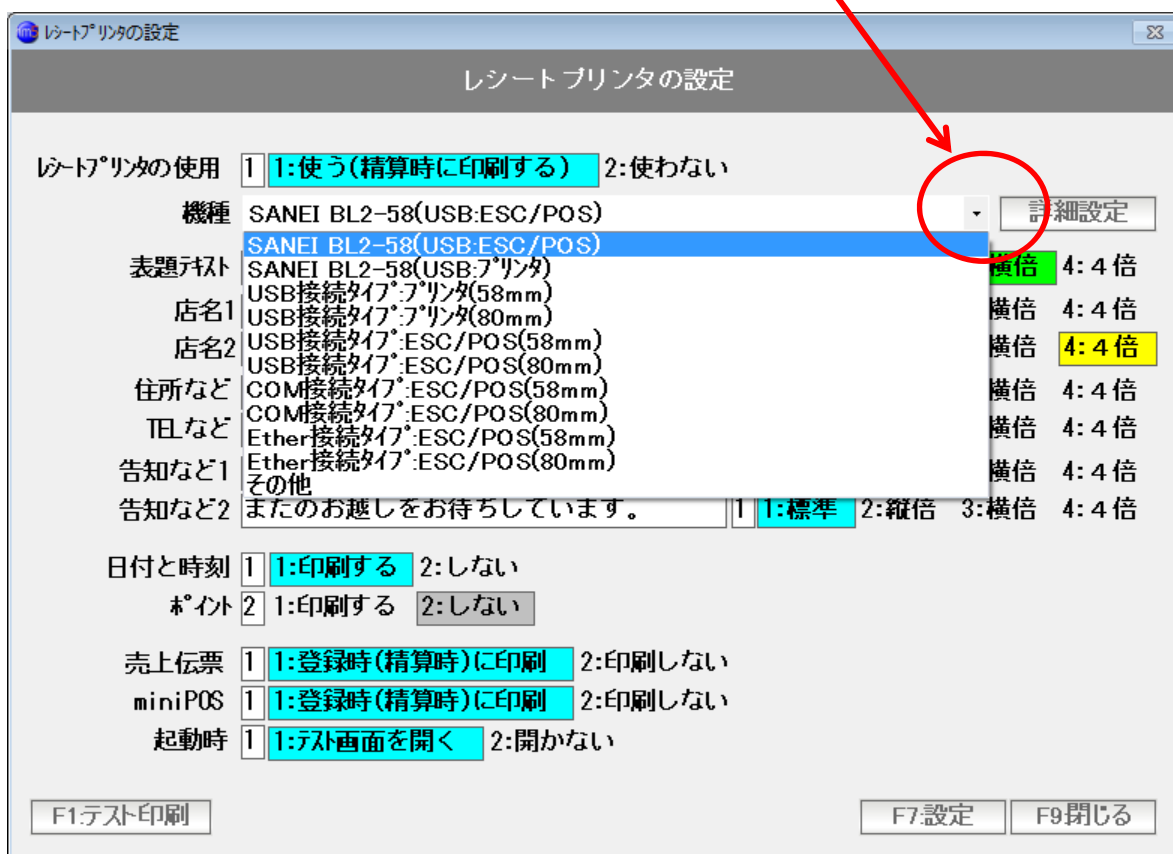 ﾚｼｰﾄﾌﾟﾘﾝﾀの設定
レシートプリンタの設定
ﾚｼｰﾄﾌﾟﾘﾝﾀの使用 1 1:使う(精算時に印刷する) 2:使わない
機種 SANEI BL2-58(USB:ESC/POS) 詳細設定
SANEI BL2-58(USB:ESC/POS)
表題ﾃｷｽﾄ SANEI BL2-58(USB:ﾌﾟﾘﾝﾀ) 横倍 4:４倍
USB接続ﾀｲﾌﾟ:ﾌﾟﾘﾝﾀ(58mm)
店名1 USB接続ﾀｲﾌﾟ:ﾌﾟﾘﾝﾀ(80mm) 横倍 4:４倍
店名2 USB接続ﾀｲﾌﾟ:ESC/POS(58mm) 横倍 4:４倍
USB接続ﾀｲﾌﾟ:ESC/POS(80mm)
住所など COM接続ﾀｲﾌﾟ:ESC/POS(58mm) 横倍 4:４倍
COM接続ﾀｲﾌﾟ:ESC/POS(80mm)
TELなど Ether接続ﾀｲﾌﾟ:ESC/POS(58mm) 横倍 4:４倍
告知など1 Ether接続ﾀｲﾌﾟ:ESC/POS(80mm) 横倍 4:４倍
その他
告知など2 またのお越しをお待ちしています。 1 1:標準 2:縦倍 3:横倍 4:４倍
日付と時刻 1 1:印刷する 2:しない
ﾎﾟｲﾝﾄ 2 1:印刷する 2:しない
売上伝票 1 1:登録時(精算時)に印刷 2:印刷しない
miniPOS 1 1:登録時(精算時)に印刷 2:印刷しない
起動時 1 1:ﾃｽﾄ画面を開く 2:開かない
F1:テスト印刷 F7:設定 F9:閉じる